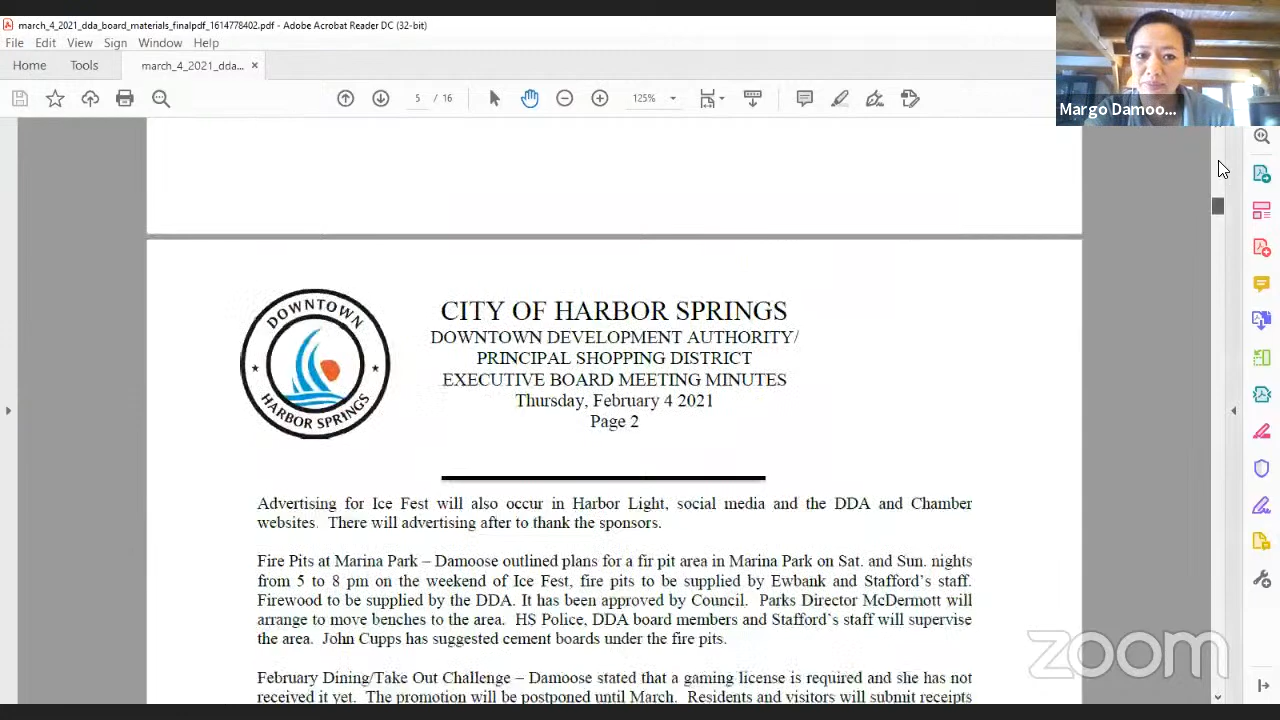 march_4_2021_dda_board_materials_finalpdf_1614778402.pdf - Adobe Acrobat Reader DC (32-bit)
File Edit View Sign Window Help
Home Tools march_4_2021_dda... ×
5 / 16 125%
Margo Damoo...
DOWNTOWN
HARBOR SPRINGS
CITY OF HARBOR SPRINGS
DOWNTOWN DEVELOPMENT AUTHORITY/
PRINCIPAL SHOPPING DISTRICT
EXECUTIVE BOARD MEETING MINUTES
Thursday, February 4 2021
Page 2
Advertising for Ice Fest will also occur in Harbor Light, social media and the DDA and Chamber
websites. There will advertising after to thank the sponsors.
Fire Pits at Marina Park – Damoose outlined plans for a fir pit area in Marina Park on Sat. and Sun. nights
from 5 to 8 pm on the weekend of Ice Fest, fire pits to be supplied by Ewbank and Stafford's staff.
Firewood to be supplied by the DDA. It has been approved by Council. Parks Director McDermott will
arrange to move benches to the area. HS Police, DDA board members and Stafford`s staff will supervise
the area. John Cupps has suggested cement boards under the fire pits.
February Dining/Take Out Challenge – Damoose stated that a gaming license is required and she has not
received it yet. The promotion will be postponed until March. Residents and visitors will submit receipts
zoom